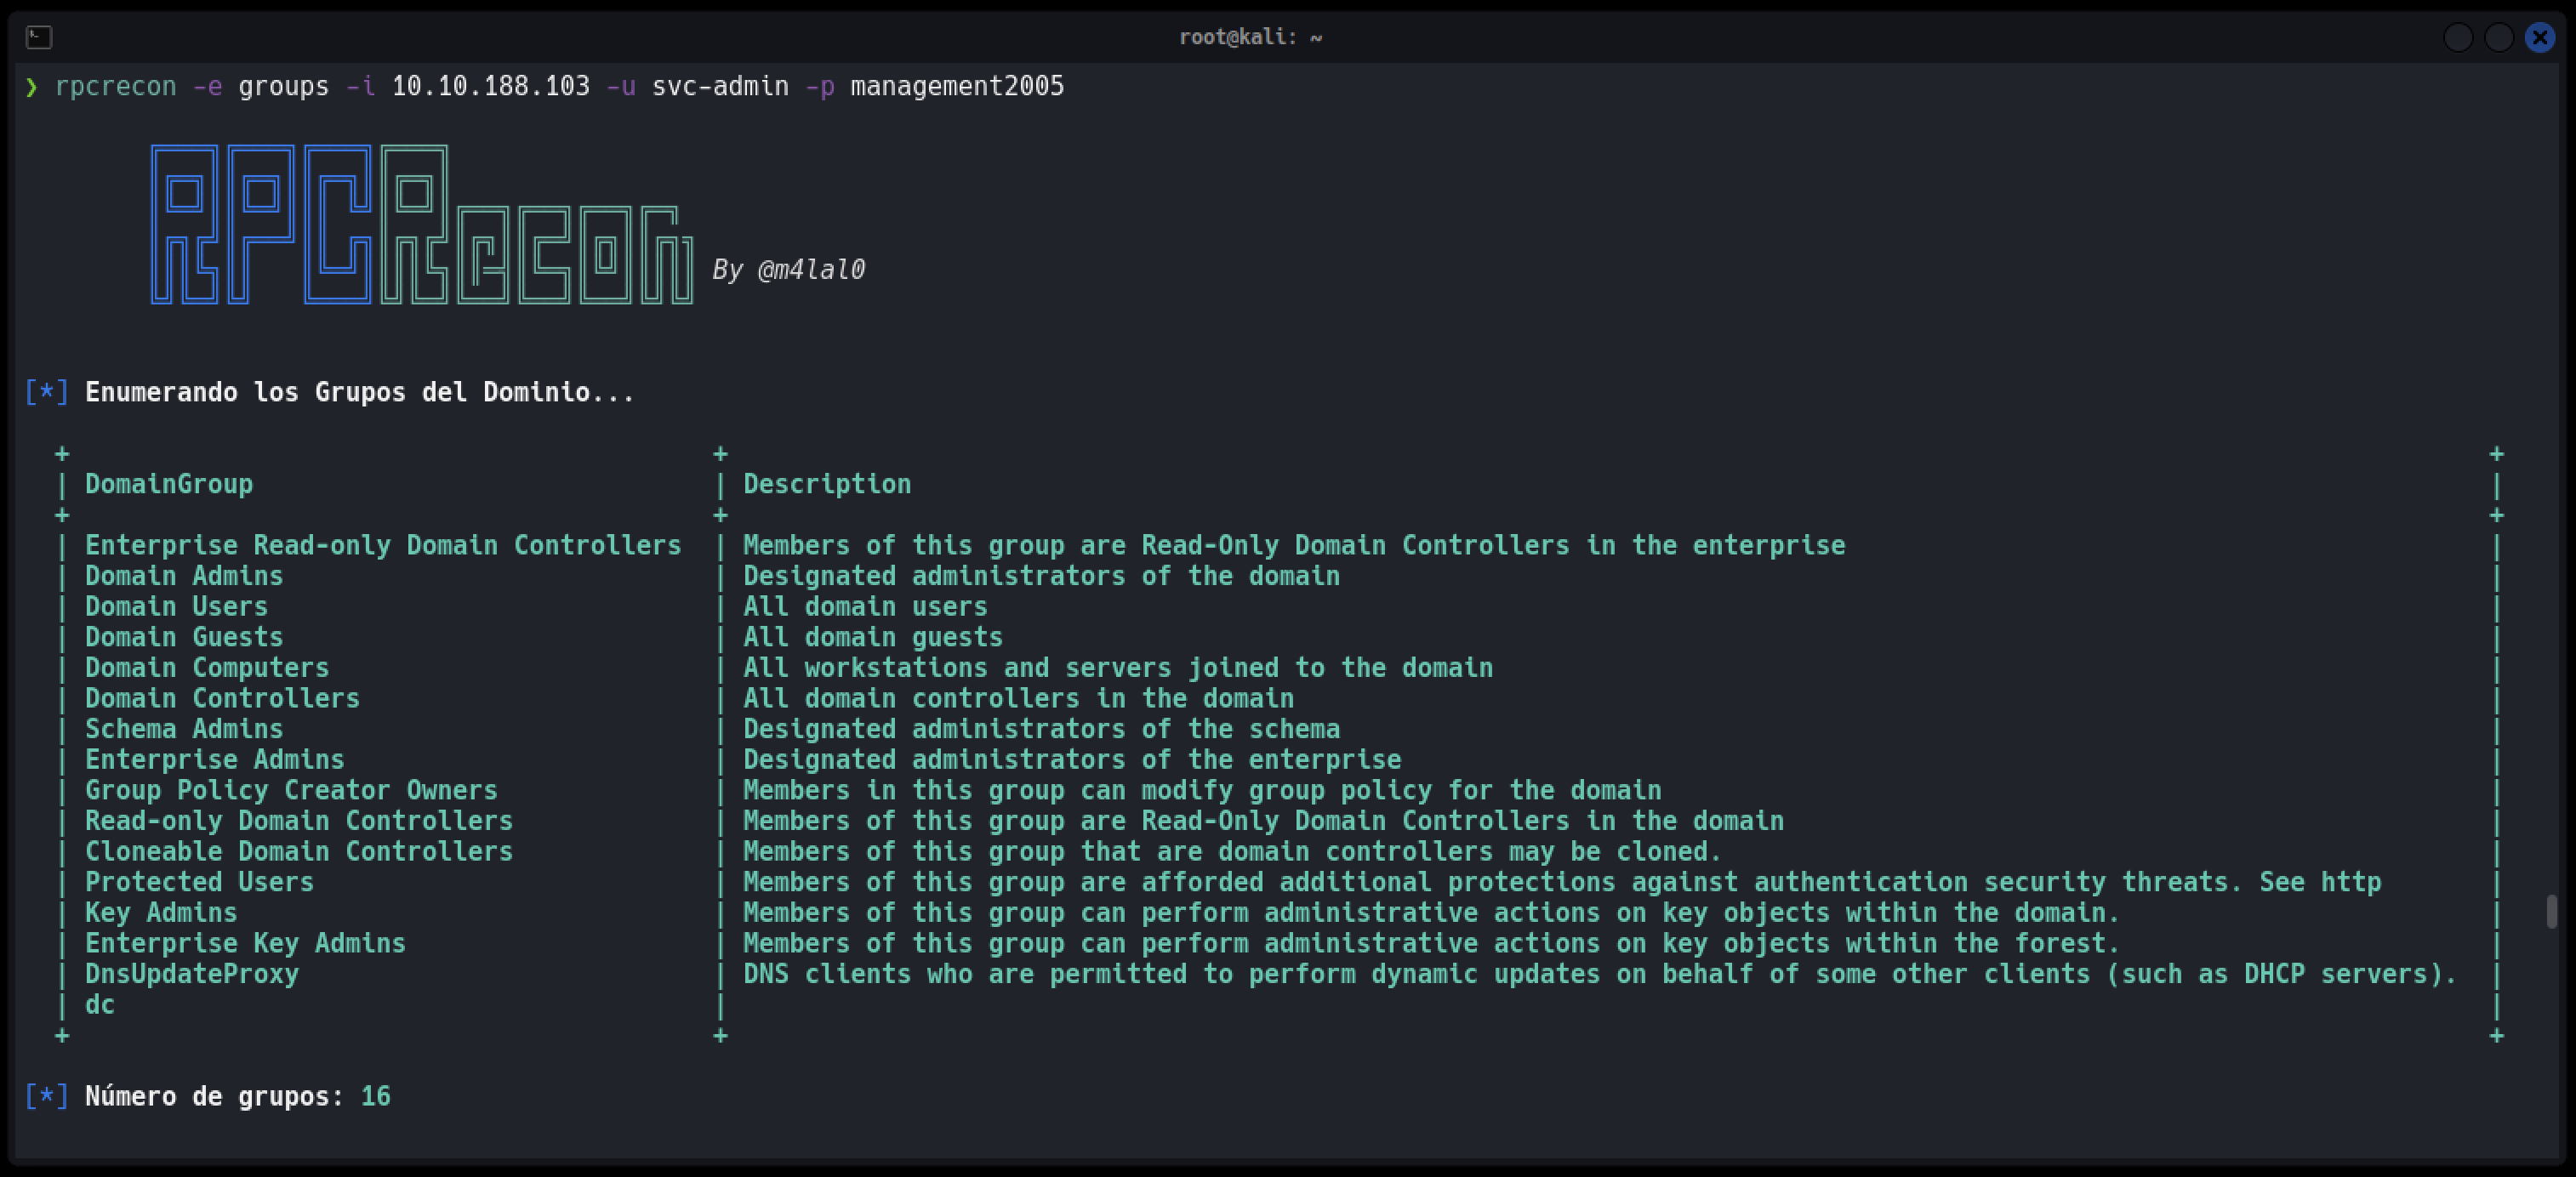 root@kali: ~
❯ rpcrecon -e groups -i 10.10.188.103 -u svc-admin -p management2005
RPCRecon By @m4lal0
[*] Enumerando los Grupos del Dominio...
+ + +
| DomainGroup | Description |
+ + +
| Enterprise Read-only Domain Controllers | Members of this group are Read-Only Domain Controllers in the enterprise |
| Domain Admins | Designated administrators of the domain |
| Domain Users | All domain users |
| Domain Guests | All domain guests |
| Domain Computers | All workstations and servers joined to the domain |
| Domain Controllers | All domain controllers in the domain |
| Schema Admins | Designated administrators of the schema |
| Enterprise Admins | Designated administrators of the enterprise |
| Group Policy Creator Owners | Members in this group can modify group policy for the domain |
| Read-only Domain Controllers | Members of this group are Read-Only Domain Controllers in the domain |
| Cloneable Domain Controllers | Members of this group that are domain controllers may be cloned. |
| Protected Users | Members of this group are afforded additional protections against authentication security threats. See http |
| Key Admins | Members of this group can perform administrative actions on key objects within the domain. |
| Enterprise Key Admins | Members of this group can perform administrative actions on key objects within the forest. |
| DnsUpdateProxy | DNS clients who are permitted to perform dynamic updates on behalf of some other clients (such as DHCP servers). |
| dc | |
+ + +
[*] Número de grupos: 16